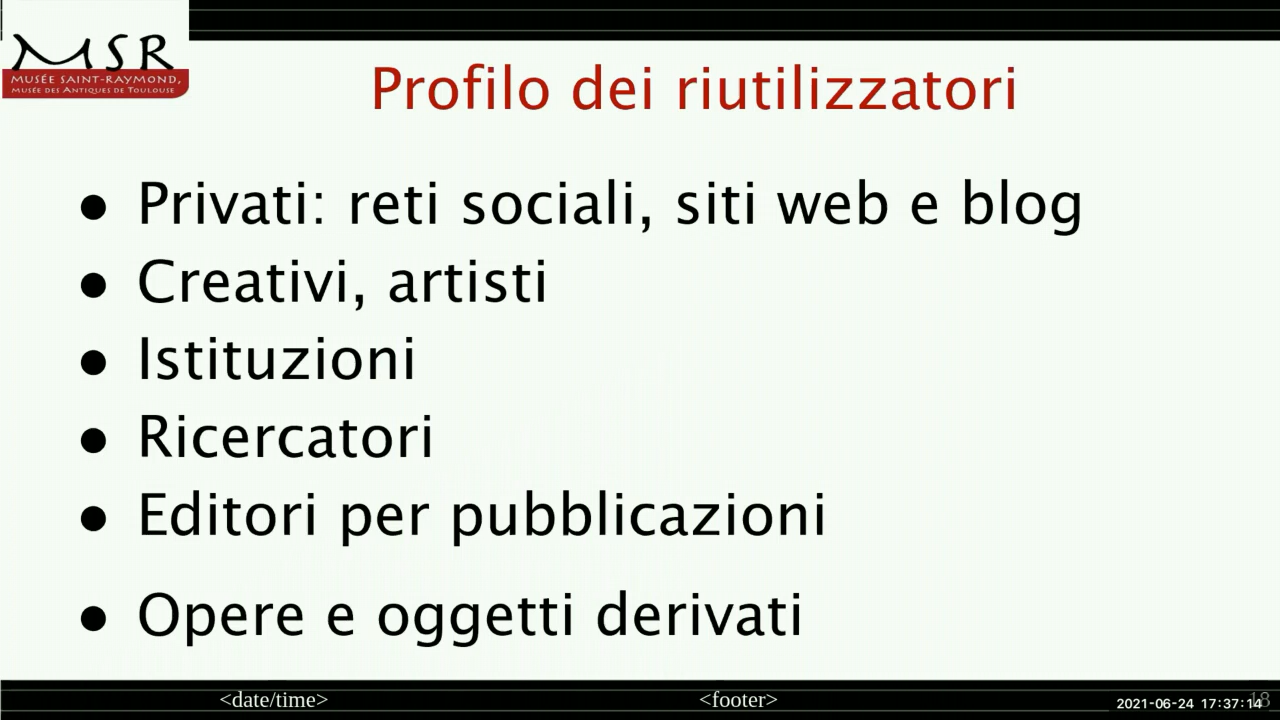 MSR
MUSÉE SAINT-RAYMOND,
MUSÉE DES ANTIQUES DE TOULOUSE
Profilo dei riutilizzatori
● Privati: reti sociali, siti web e blog
● Creativi, artisti
● Istituzioni
● Ricercatori
● Editori per pubblicazioni
● Opere e oggetti derivati
<date/time>
<footer>
18
2021-06-24 17:37:14